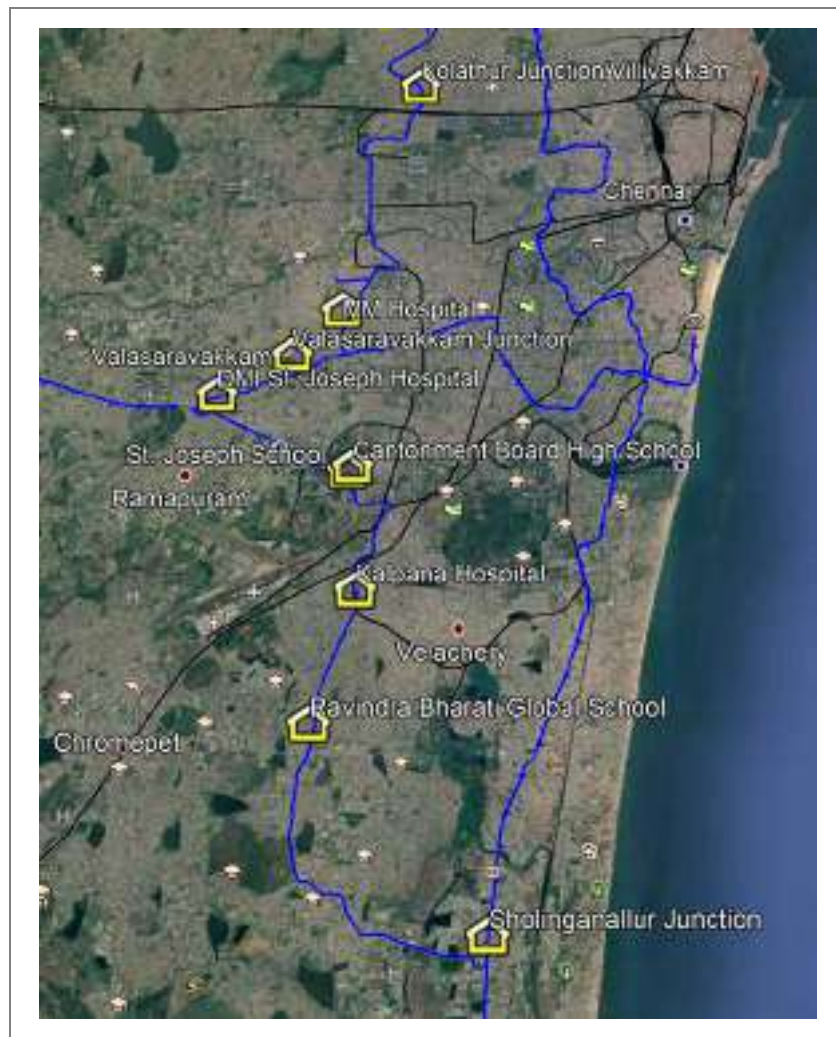 Kolathur Junction Villivakkam
Chennai
MM Hospital
Valasaravakkam Junction
Valasaravakkam
DMI St. Joseph Hospital
St. Joseph School
Cantonment Board High School
Ramapuram
Kalpana Hospital
Velachery
Ravindra Bharati Global School
Chromepet
Sholinganallur Junction